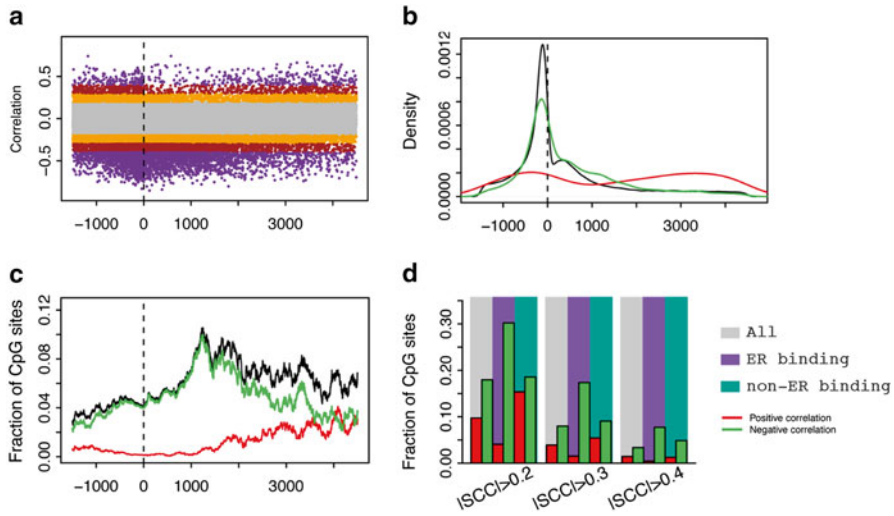 a
Correlation
0.5
0.0
−0.5
−1000 0 1000 3000
b
Density
0.0012
0.0006
0.0000
−1000 0 1000 3000
c
Fraction of CpG sites
0.12
0.08
0.04
0.00
−1000 0 1000 3000
d
Fraction of CpG sites
0.30
0.20
0.10
0.00
|SCC|>0.2
|SCC|>0.3
|SCC|>0.4
All
ER binding
non-ER binding
Positive correlation
Negative correlation